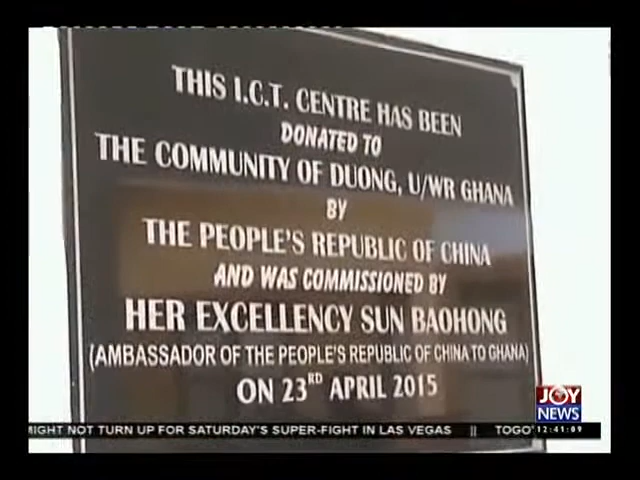 THIS I.C.T. CENTRE HAS BEEN
DONATED TO
THE COMMUNITY OF DUONG, U/WR GHANA
BY
THE PEOPLE'S REPUBLIC OF CHINA
AND WAS COMMISSIONED BY
HER EXCELLENCY SUN BAOHONG
(AMBASSADOR OF THE PEOPLE'S REPUBLIC OF CHINA TO GHANA)
ON 23RD APRIL 2015
JOY
NEWS
MIGHT NOT TURN UP FOR SATURDAY'S SUPER-FIGHT IN LAS VEGAS || TOGO 12:41:09